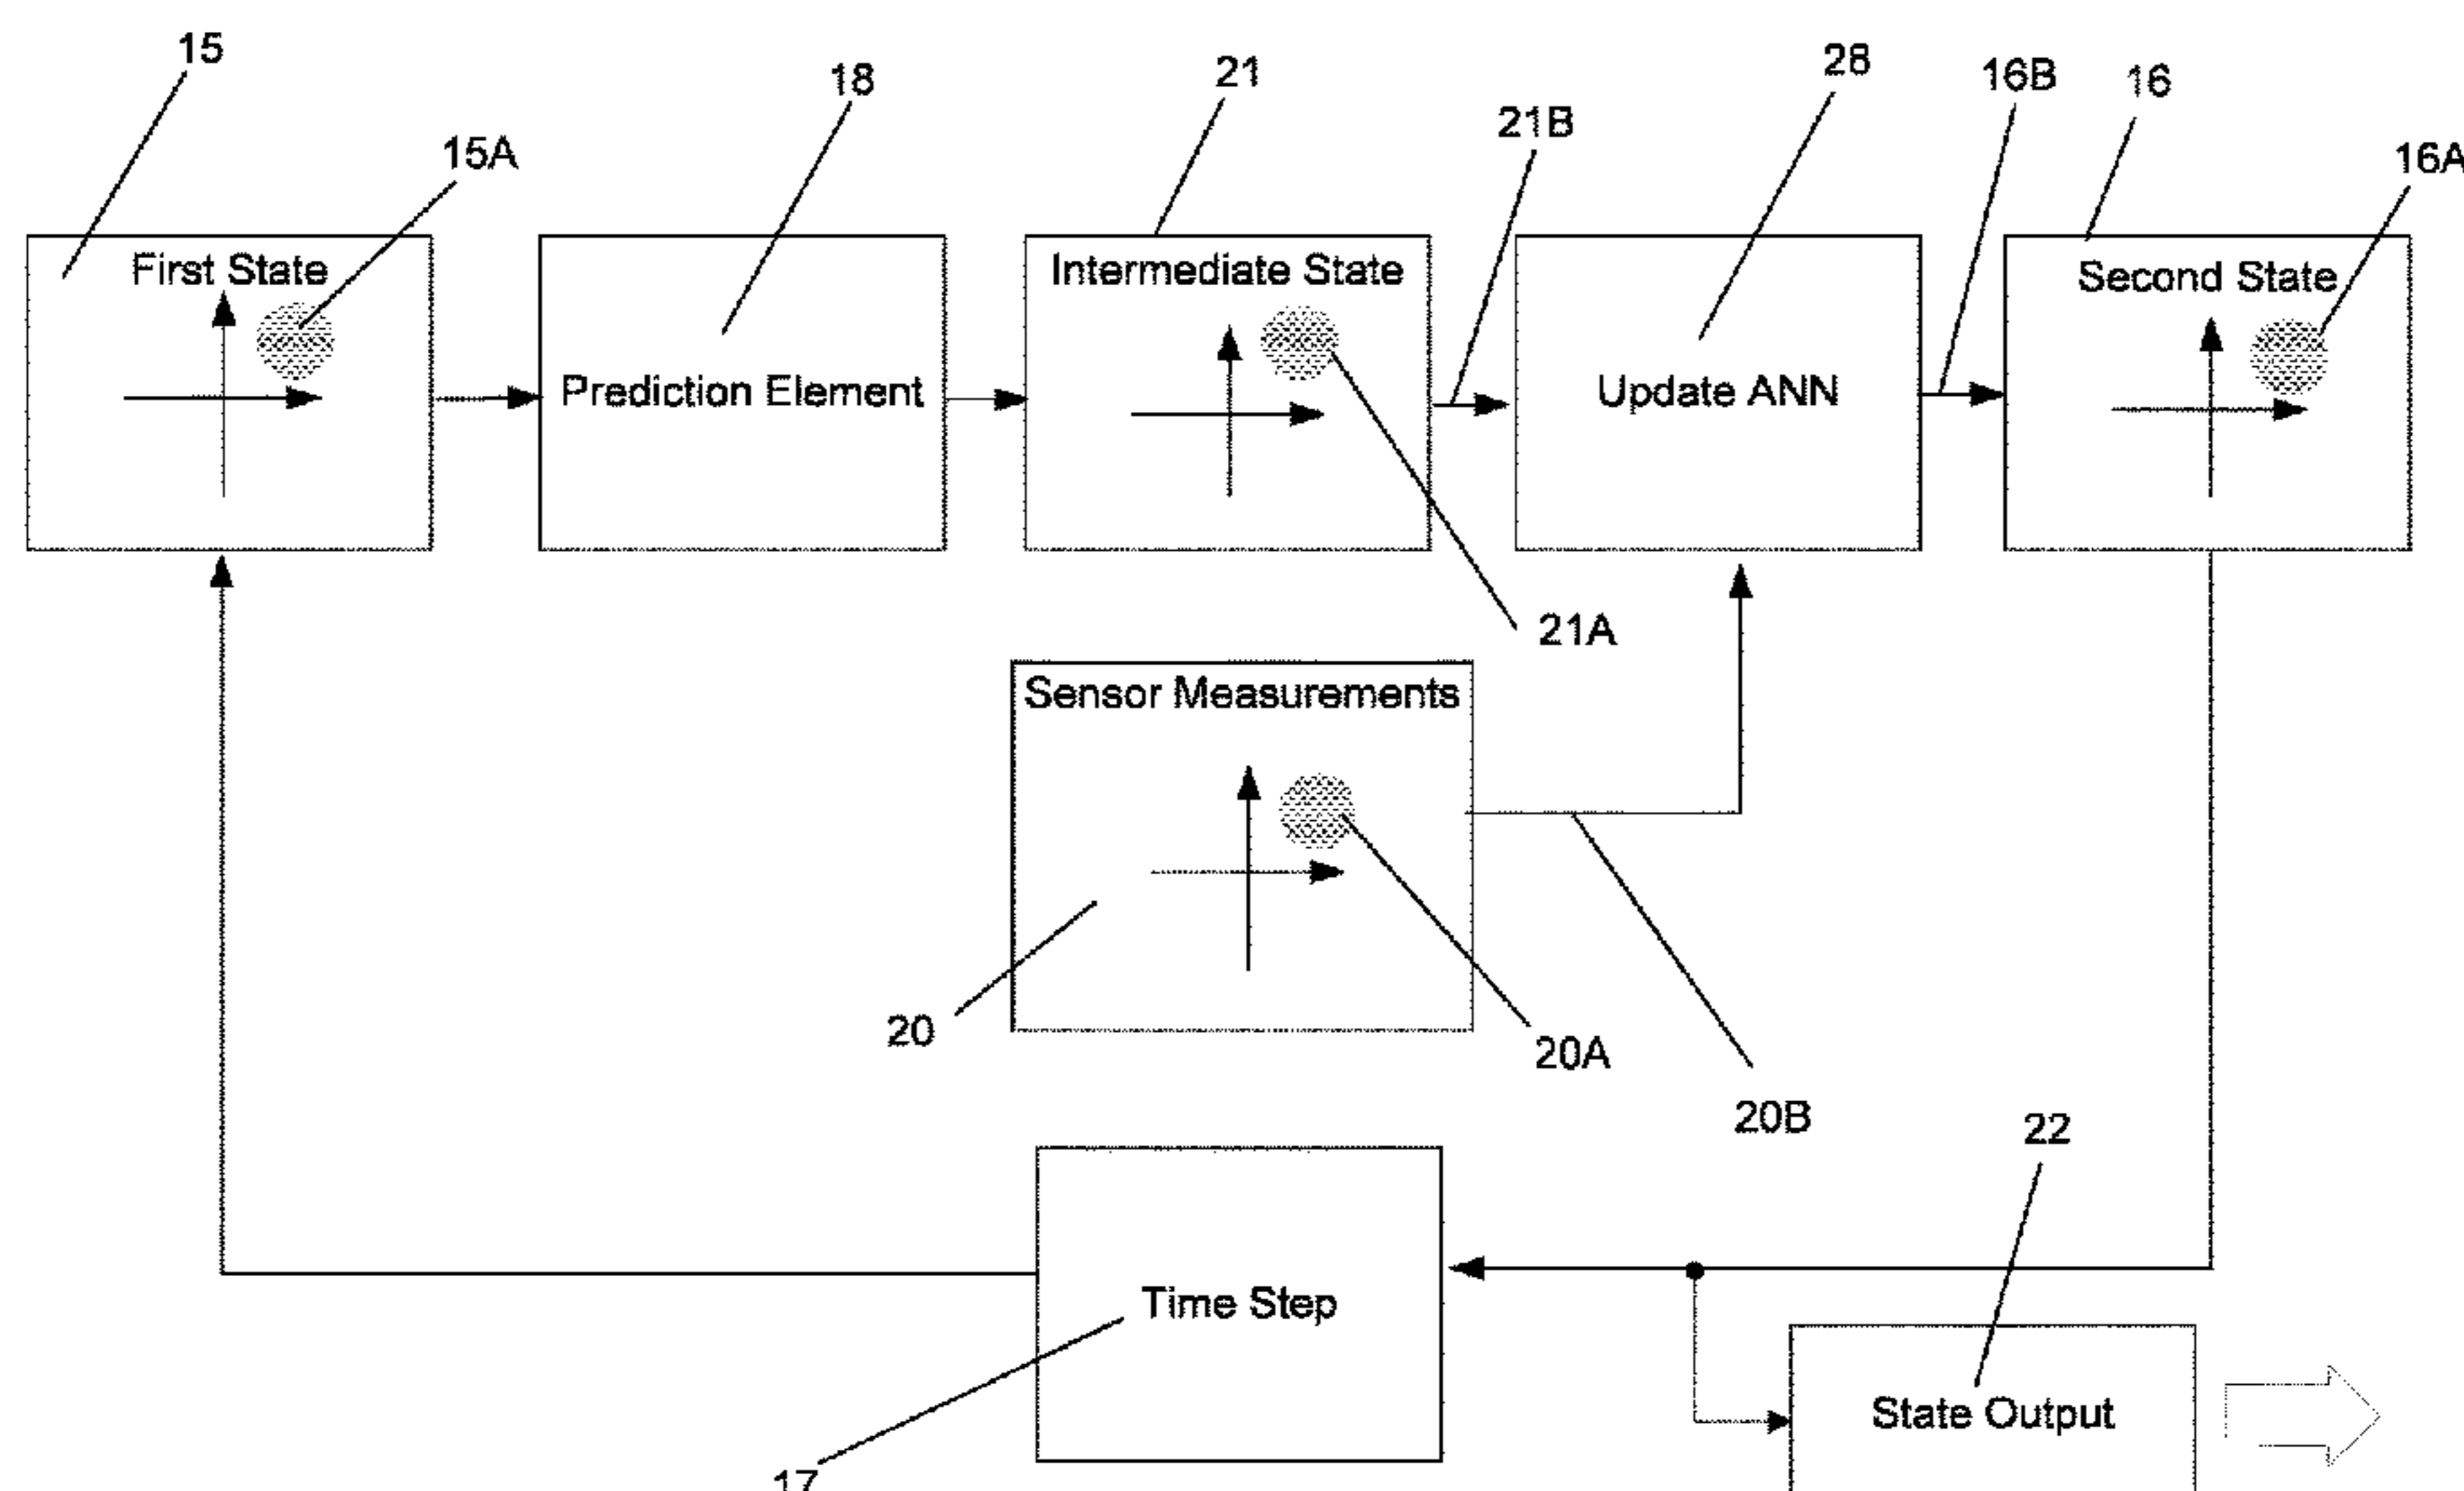 15
18
21
28
16B
16
21B
15A
16A
First State
Intermediate State
Second State
Prediction Element
Update ANN
21A
Sensor Measurements
20
20A
20B
22
Time Step
State Output
17